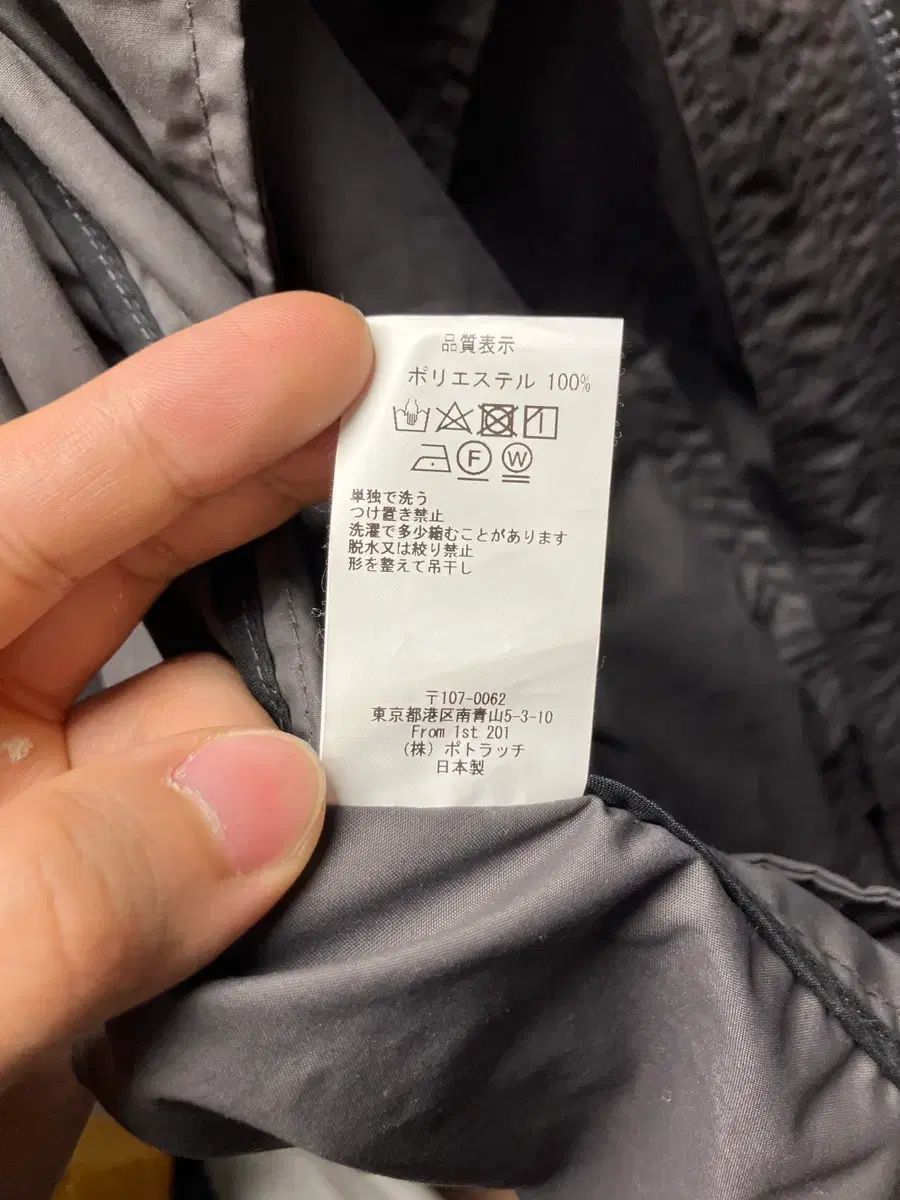 品質表示
ポリエステル 100%
F W
単独で洗う
つけ置き禁止
洗濯で多少縮むことがあります
脱水又は絞り禁止
形を整えて吊干し
〒107-0062
東京都港区南青山5-3-10
From 1st 201
(株) ポトラッチ
日本製